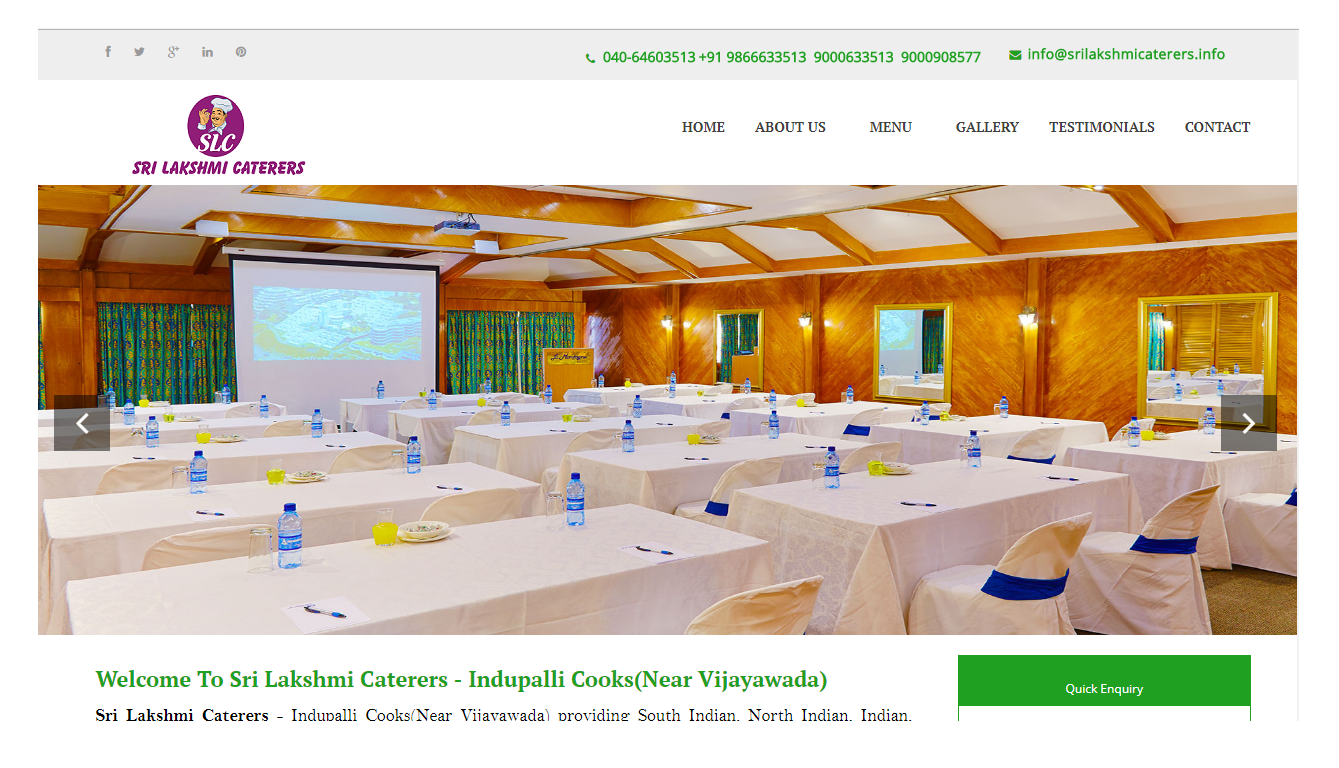 040-64603513 +91 9866633513 9000633513 9000908577 info@srilakshmicaterers.info
SLC
SRI LAKSHMI CATERERS
HOME ABOUT US MENU GALLERY TESTIMONIALS CONTACT
Welcome To Sri Lakshmi Caterers - Indupalli Cooks(Near Vijayawada)
Quick Enquiry
Sri Lakshmi Caterers - Indupalli Cooks(Near Vijayawada) providing South Indian, North Indian, Indian,